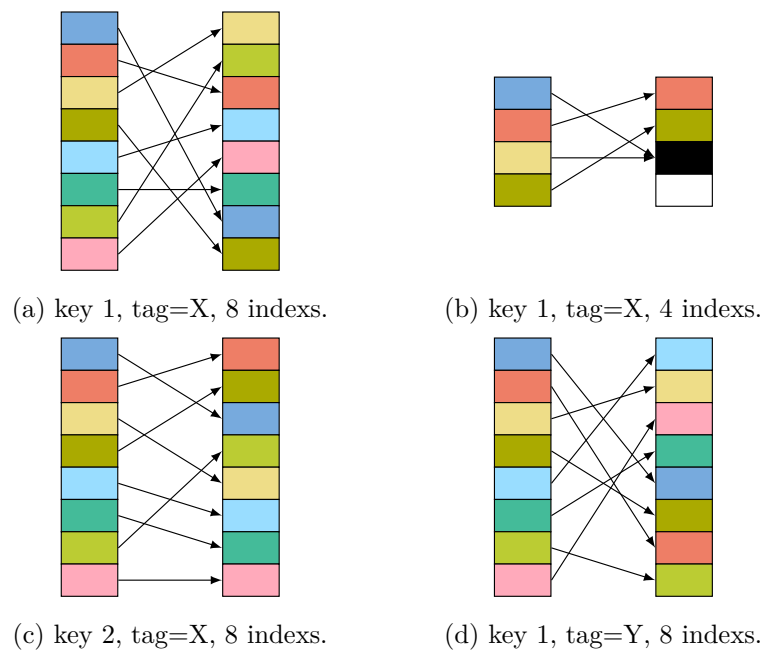 (a) key 1, tag=X, 8 indexs.
(b) key 1, tag=X, 4 indexs.
(c) key 2, tag=X, 8 indexs.
(d) key 1, tag=Y, 8 indexs.